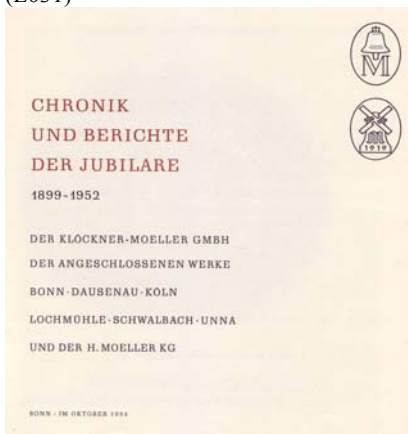 M
CHRONIK
UND BERICHTE
DER JUBILARE
1919
1899-1952
DER KLÖCKNER-MOELLER GMBH
DER ANGESCHLOSSENEN WERKE
BONN·DAUSENAU·KÖLN
LOCHMÜHLE·SCHWALBACH·UNNA
UND DER H. MOELLER KG
BONN · IM OKTOBER